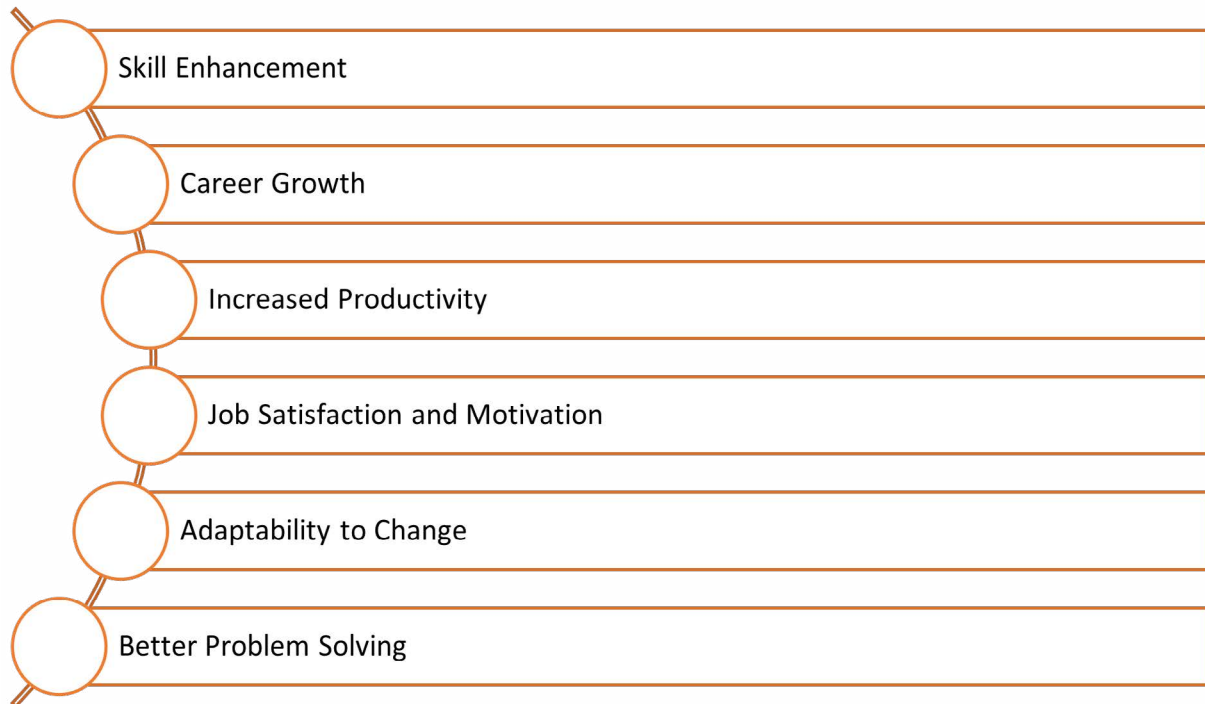 Skill Enhancement
Career Growth
Increased Productivity
Job Satisfaction and Motivation
Adaptability to Change
Better Problem Solving